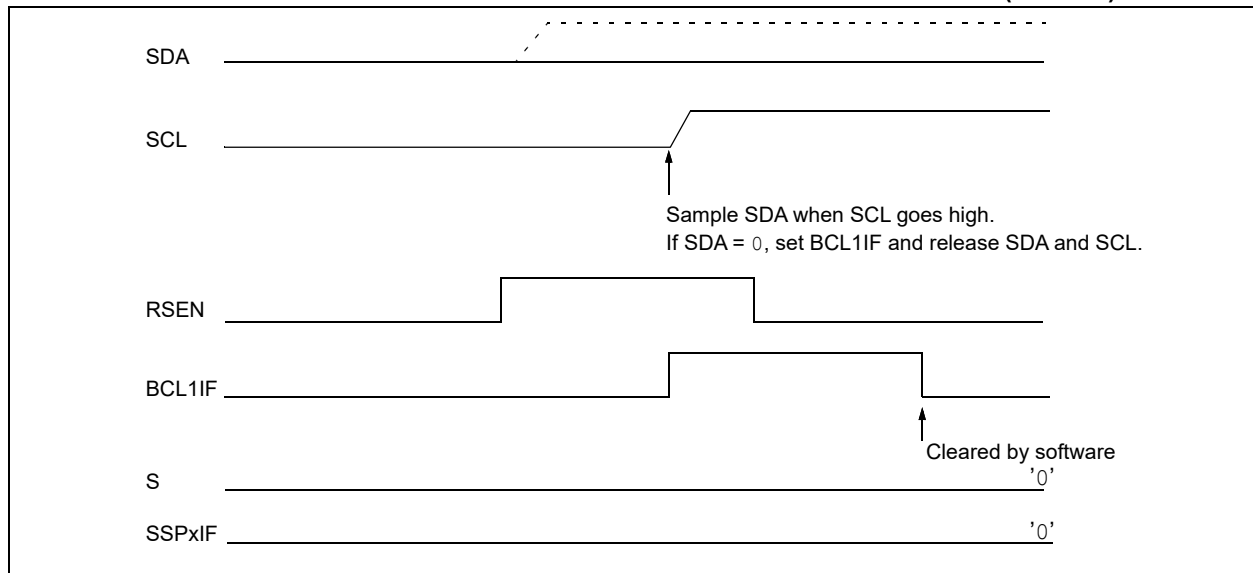 SDA
SCL
Sample SDA when SCL goes high.
If SDA = 0, set BCL1IF and release SDA and SCL.
RSEN
BCL1IF
Cleared by software
S
'0'
SSPxIF
'0'